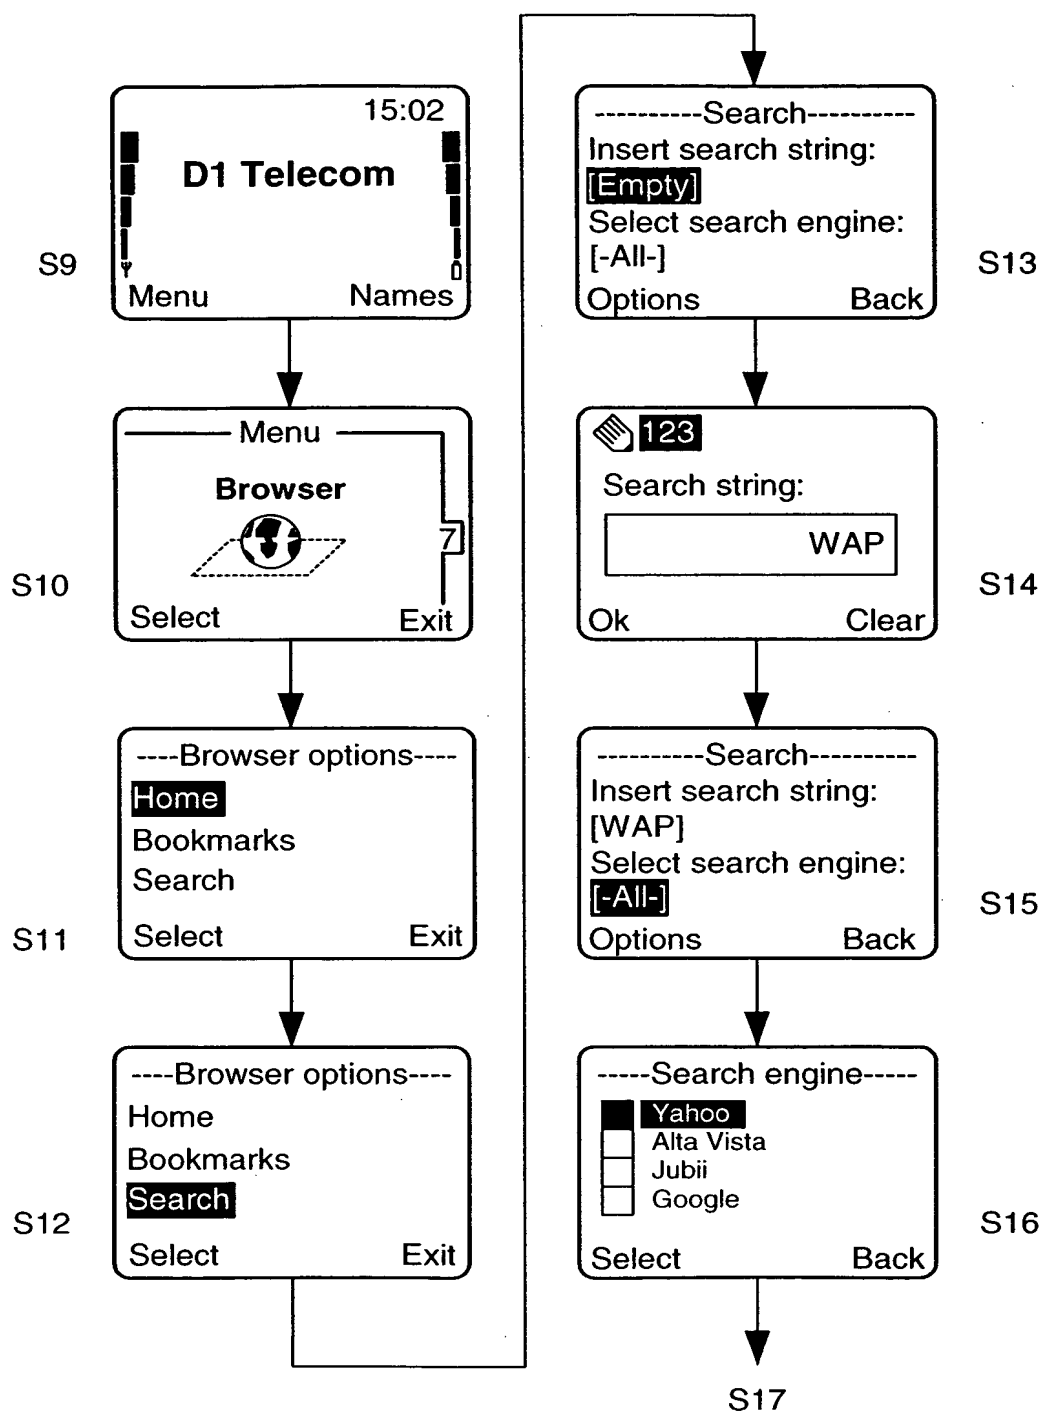 15:02
D1 Telecom
S9
Menu Names
---- Menu ----
Browser
7
S10
Select Exit
----Browser options----
Home
Bookmarks
Search
S11
Select Exit
----Browser options----
Home
Bookmarks
Search
S12
Select Exit
----------Search----------
Insert search string:
[Empty]
Select search engine:
[-All-]
S13
Options Back
123
Search string:
WAP
S14
Ok Clear
----------Search----------
Insert search string:
[WAP]
Select search engine:
[-All-]
S15
Options Back
-----Search engine-----
Yahoo
Alta Vista
Jubii
Google
S16
Select Back
S17